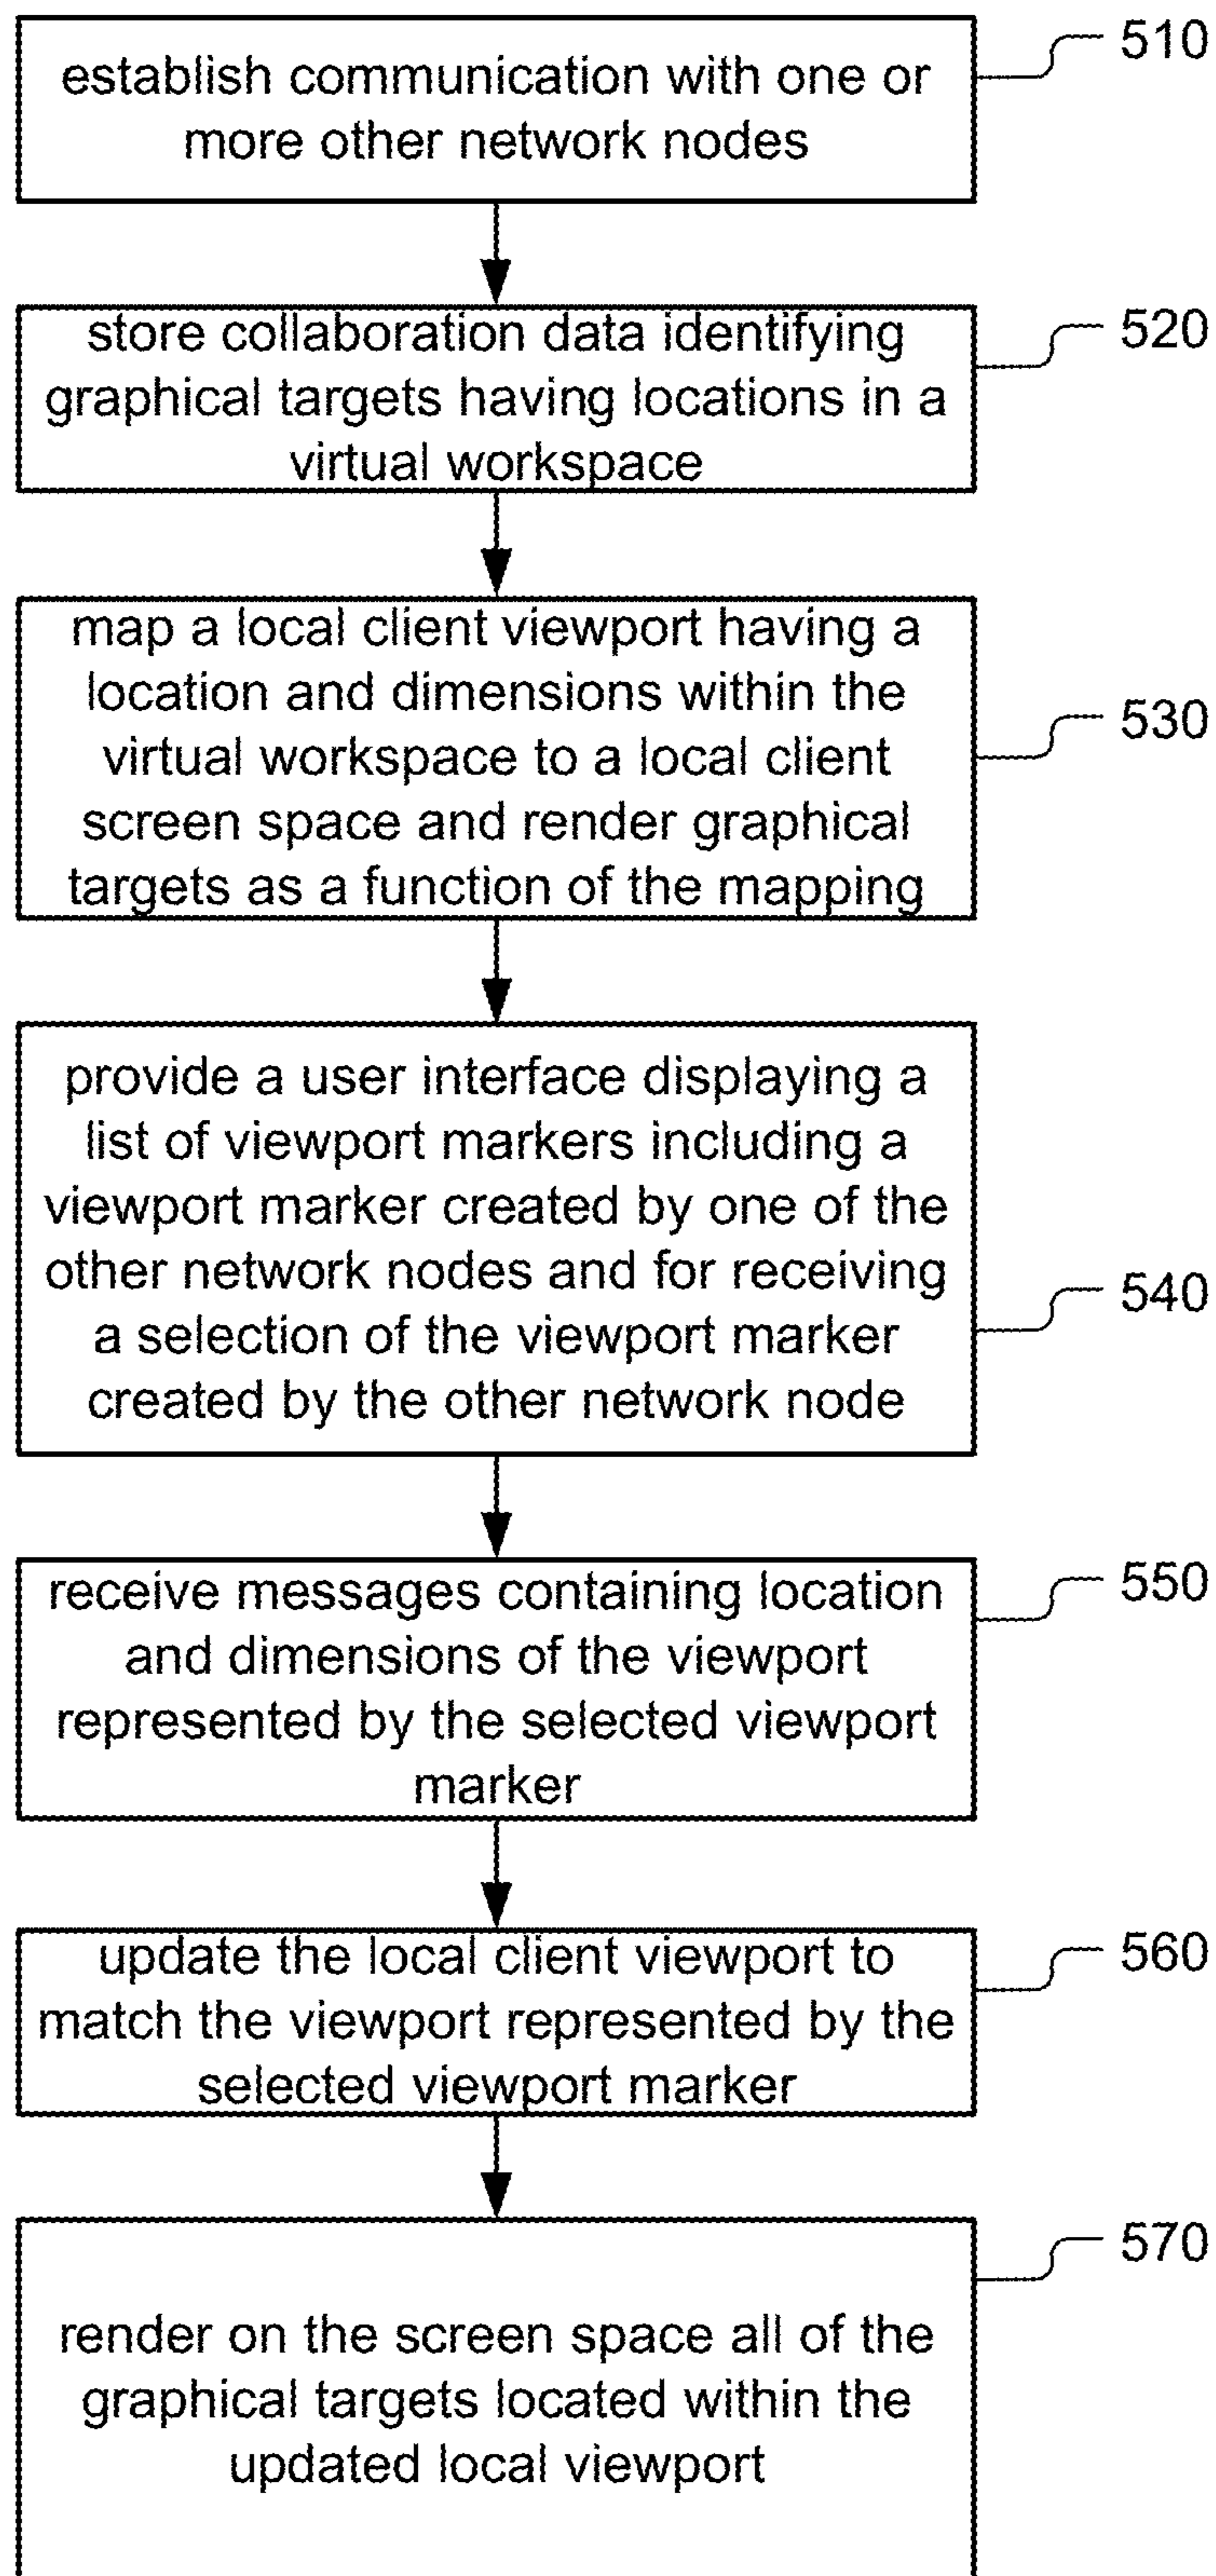 establish communication with one or
more other network nodes
510
store collaboration data identifying
graphical targets having locations in a
virtual workspace
520
map a local client viewport having a
location and dimensions within the
virtual workspace to a local client
screen space and render graphical
targets as a function of the mapping
530
provide a user interface displaying a
list of viewport markers including a
viewport marker created by one of the
other network nodes and for receiving
a selection of the viewport marker
created by the other network node
540
receive messages containing location
and dimensions of the viewport
represented by the selected viewport
marker
550
update the local client viewport to
match the viewport represented by the
selected viewport marker
560
render on the screen space all of the
graphical targets located within the
updated local viewport
570